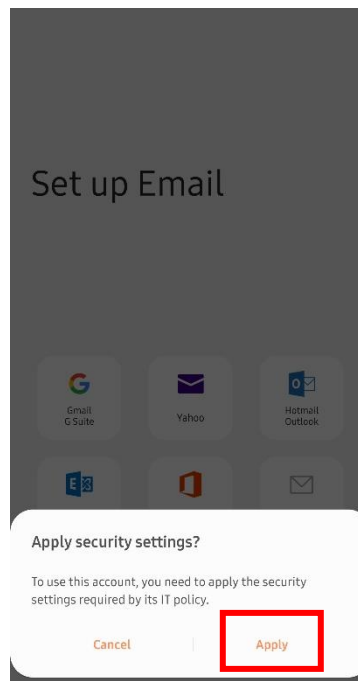 Set up Email
Gmail
G Suite
Yahoo
Hotmail
Outlook
Apply security settings?
To use this account, you need to apply the security
settings required by its IT policy.
Cancel
Apply